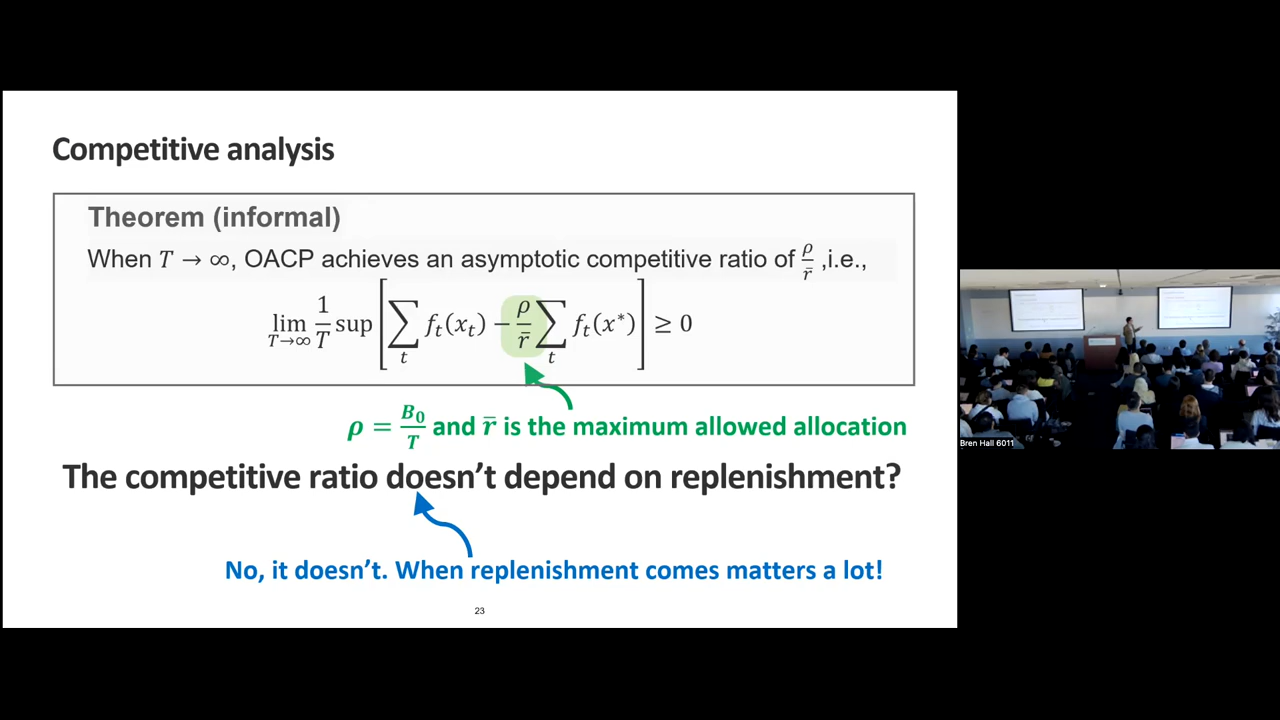 Competitive analysis
Theorem (informal)
When 𝑇 → ∞, OACP achieves an asymptotic competitive ratio of ρ/r̄ ,i.e.,
lim_{T→∞} 1/T sup [∑_t f_t(x_t) − ρ/r̄ ∑_t f_t(x*)] ≥ 0
ρ = B₀/T and r̄ is the maximum allowed allocation
The competitive ratio doesn't depend on replenishment?
No, it doesn't. When replenishment comes matters a lot!
23
Bren Hall 6011